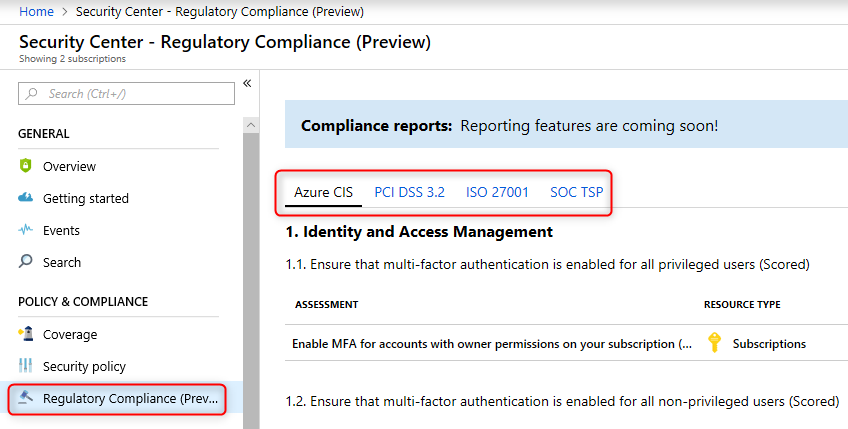 Home > Security Center - Regulatory Compliance (Preview)
Security Center - Regulatory Compliance (Preview)
Showing 2 subscriptions
Search (Ctrl+/)
«
GENERAL
Overview
Getting started
Events
Search
POLICY & COMPLIANCE
Coverage
Security policy
Regulatory Compliance (Prev...
Compliance reports: Reporting features are coming soon!
Azure CIS PCI DSS 3.2 ISO 27001 SOC TSP
1. Identity and Access Management
1.1. Ensure that multi-factor authentication is enabled for all privileged users (Scored)
ASSESSMENT RESOURCE TYPE
Enable MFA for accounts with owner permissions on your subscription (... Subscriptions
1.2. Ensure that multi-factor authentication is enabled for all non-privileged users (Scored)